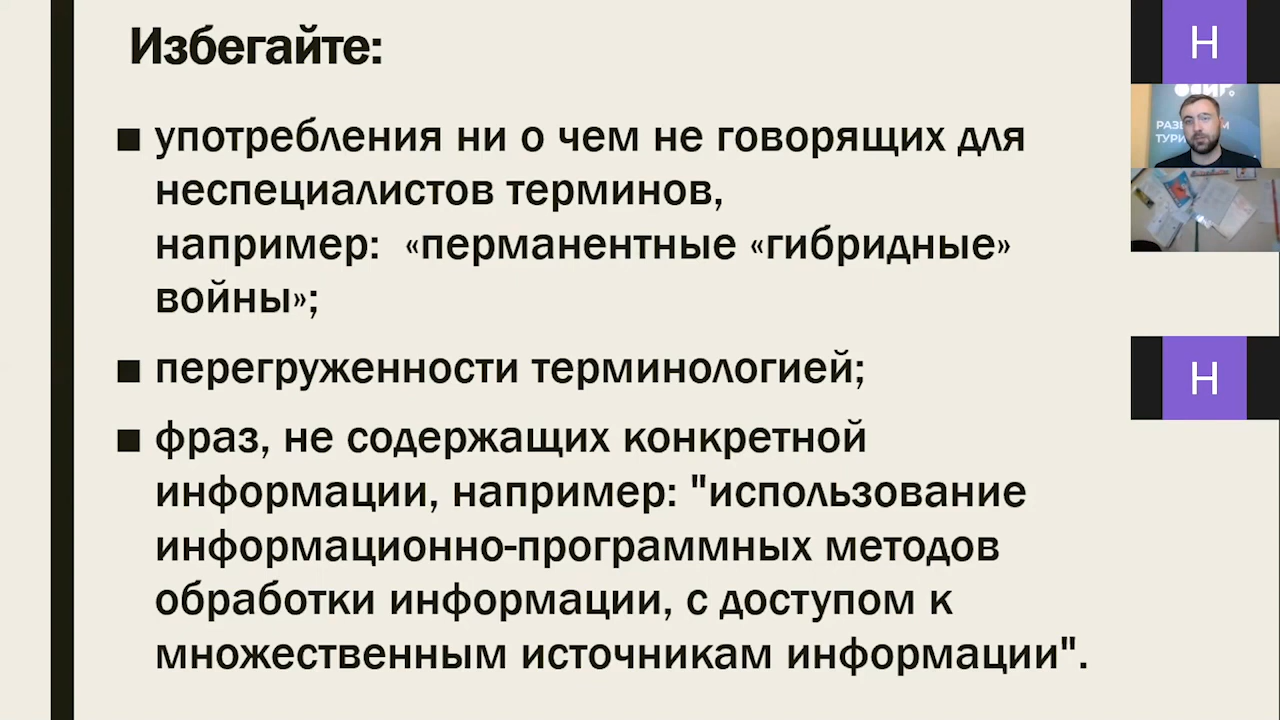 Избегайте:
■ употребления ни о чем не говорящих для
неспециалистов терминов,
например: «перманентные «гибридные»
войны»;
■ перегруженности терминологией;
■ фраз, не содержащих конкретной
информации, например: "использование
информационно-программных методов
обработки информации, с доступом к
множественным источникам информации".
Н
Н